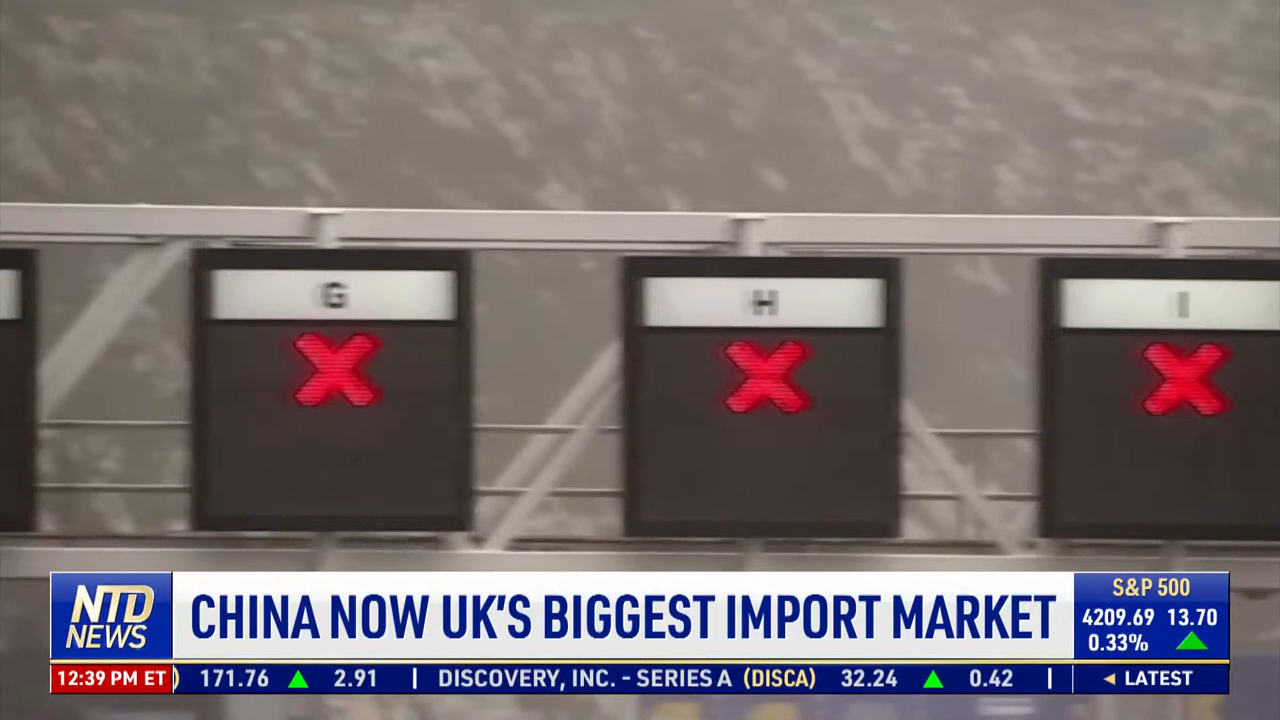 G
H
I
NTD
NEWS
CHINA NOW UK'S BIGGEST IMPORT MARKET
S&P 500
4209.69 13.70
0.33%
12:39 PM ET
) 171.76 2.91 | DISCOVERY, INC. - SERIES A (DISCA) 32.24 0.42 |
LATEST